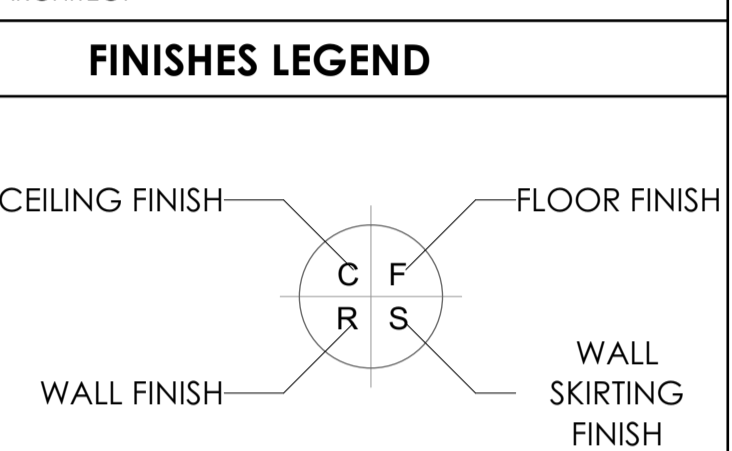 FINISHES LEGEND
CEILING FINISH
FLOOR FINISH
C F
R S
WALL FINISH
WALL
SKIRTING
FINISH